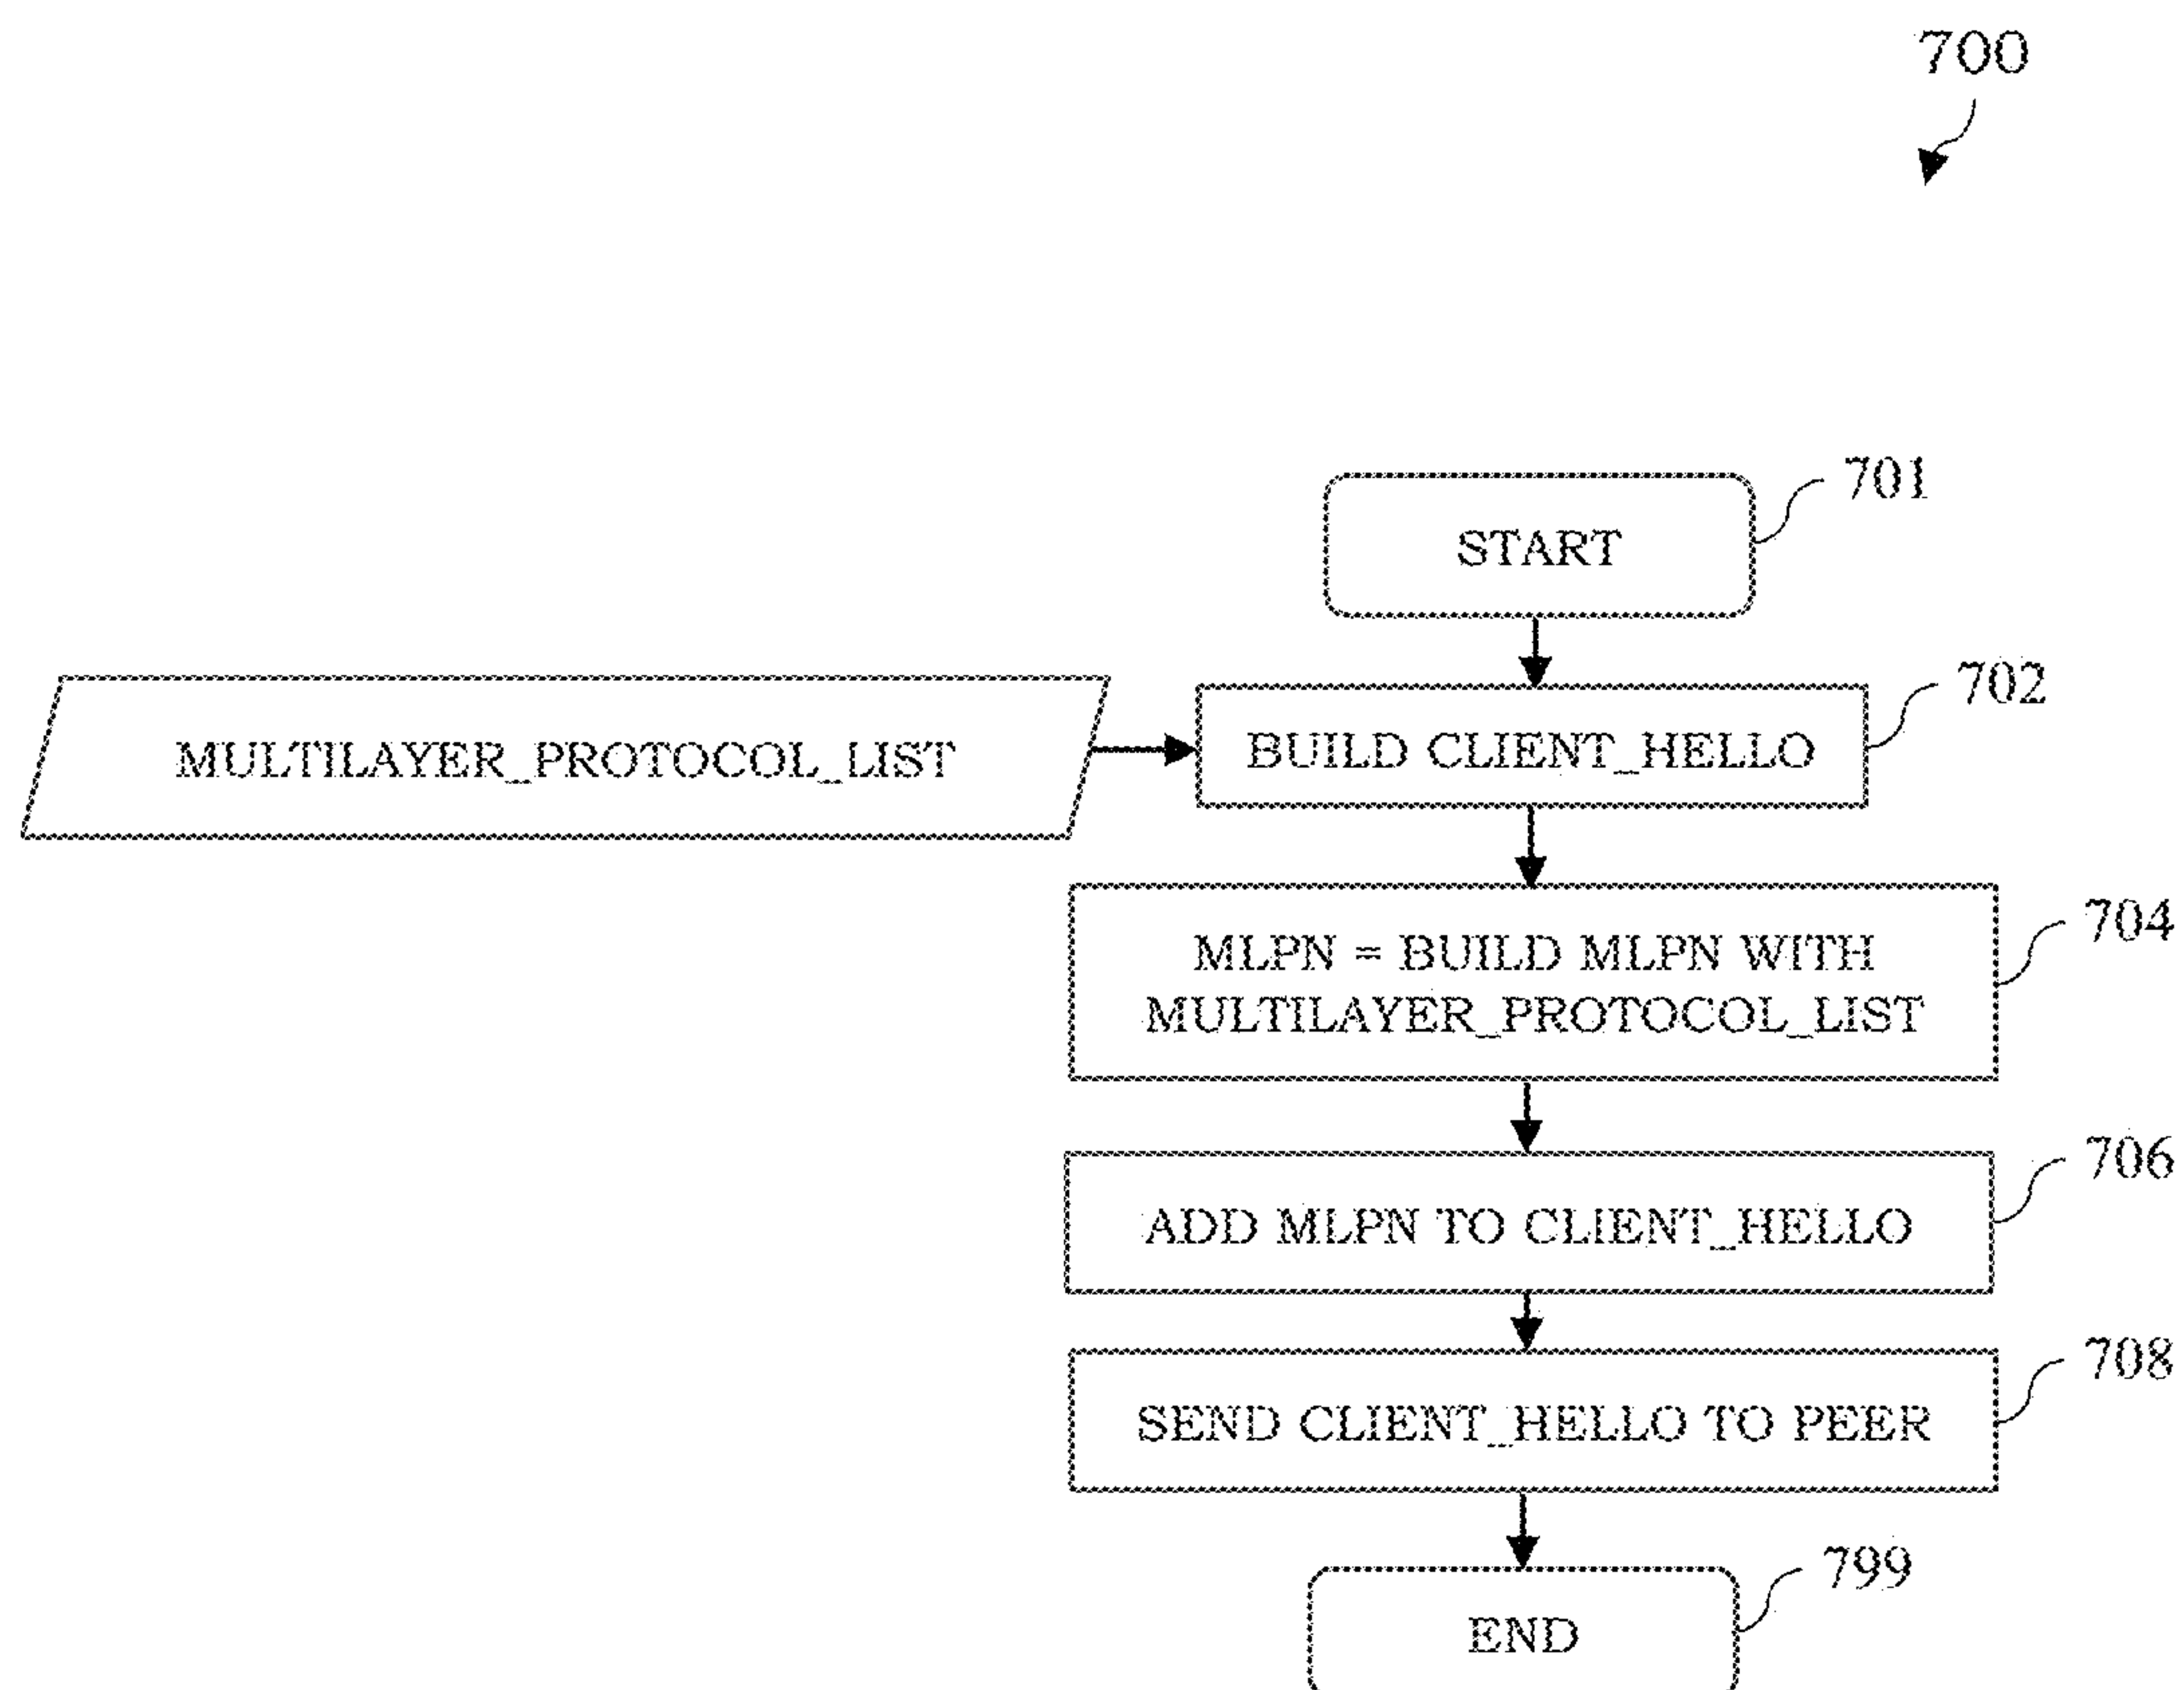 700
START
701
MULTILAYER_PROTOCOL_LIST
BUILD CLIENT_HELLO
702
MLPN = BUILD MLPN WITH
MULTILAYER_PROTOCOL_LIST
704
ADD MLPN TO CLIENT_HELLO
706
SEND CLIENT_HELLO TO PEER
708
END
799